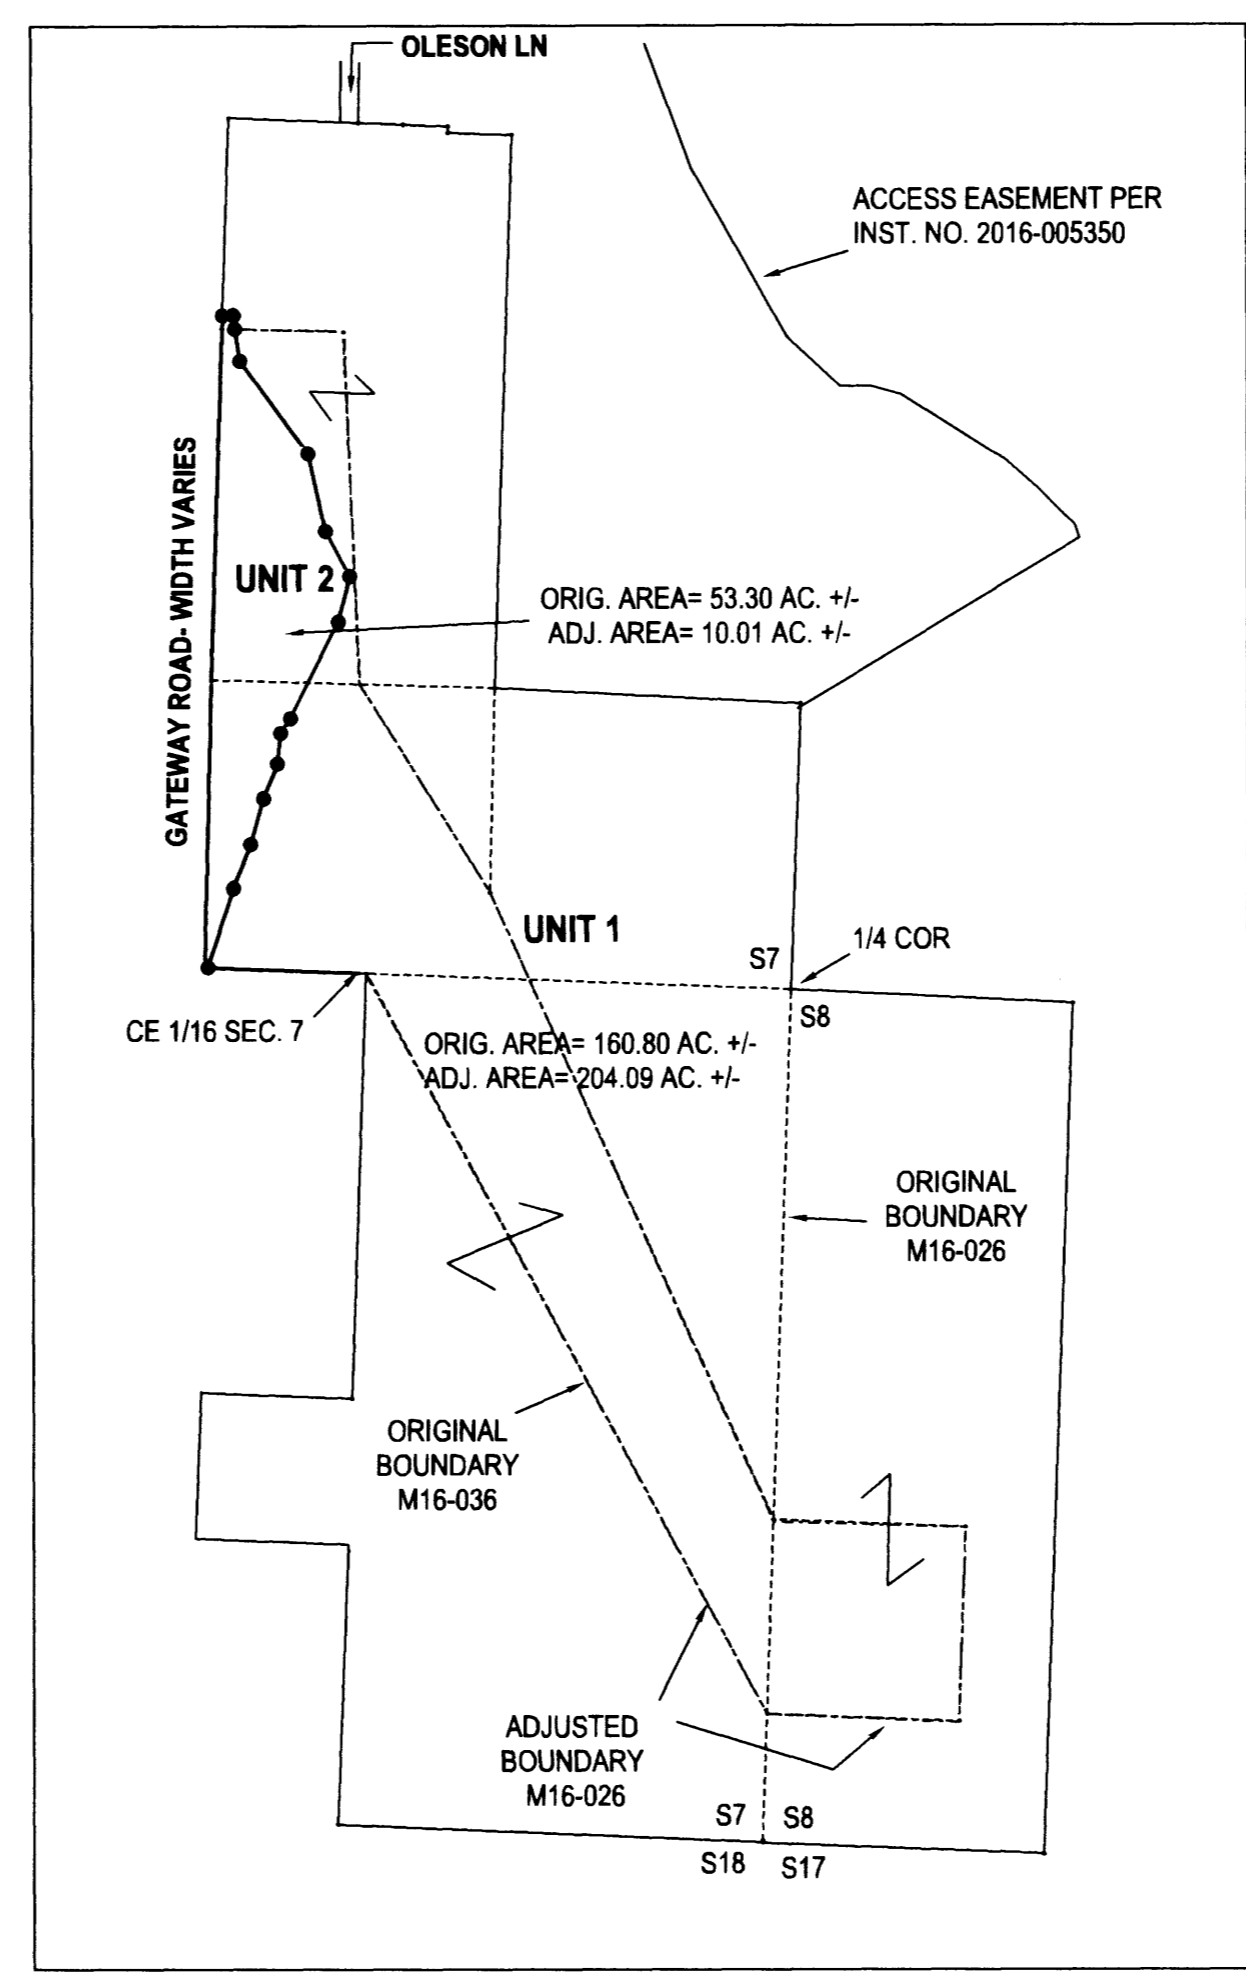 OLESON LN
ACCESS EASEMENT PER
INST. NO. 2016-005350
GATEWAY ROAD- WIDTH VARIES
UNIT 2
ORIG. AREA= 53.30 AC. +/-
ADJ. AREA= 10.01 AC. +/-
UNIT 1
S7
1/4 COR
S8
CE 1/16 SEC. 7
ORIG. AREA= 160.80 AC. +/-
ADJ. AREA= 204.09 AC. +/-
ORIGINAL
BOUNDARY
M16-026
ORIGINAL
BOUNDARY
M16-036
ADJUSTED
BOUNDARY
M16-026
S7
S8
S18
S17